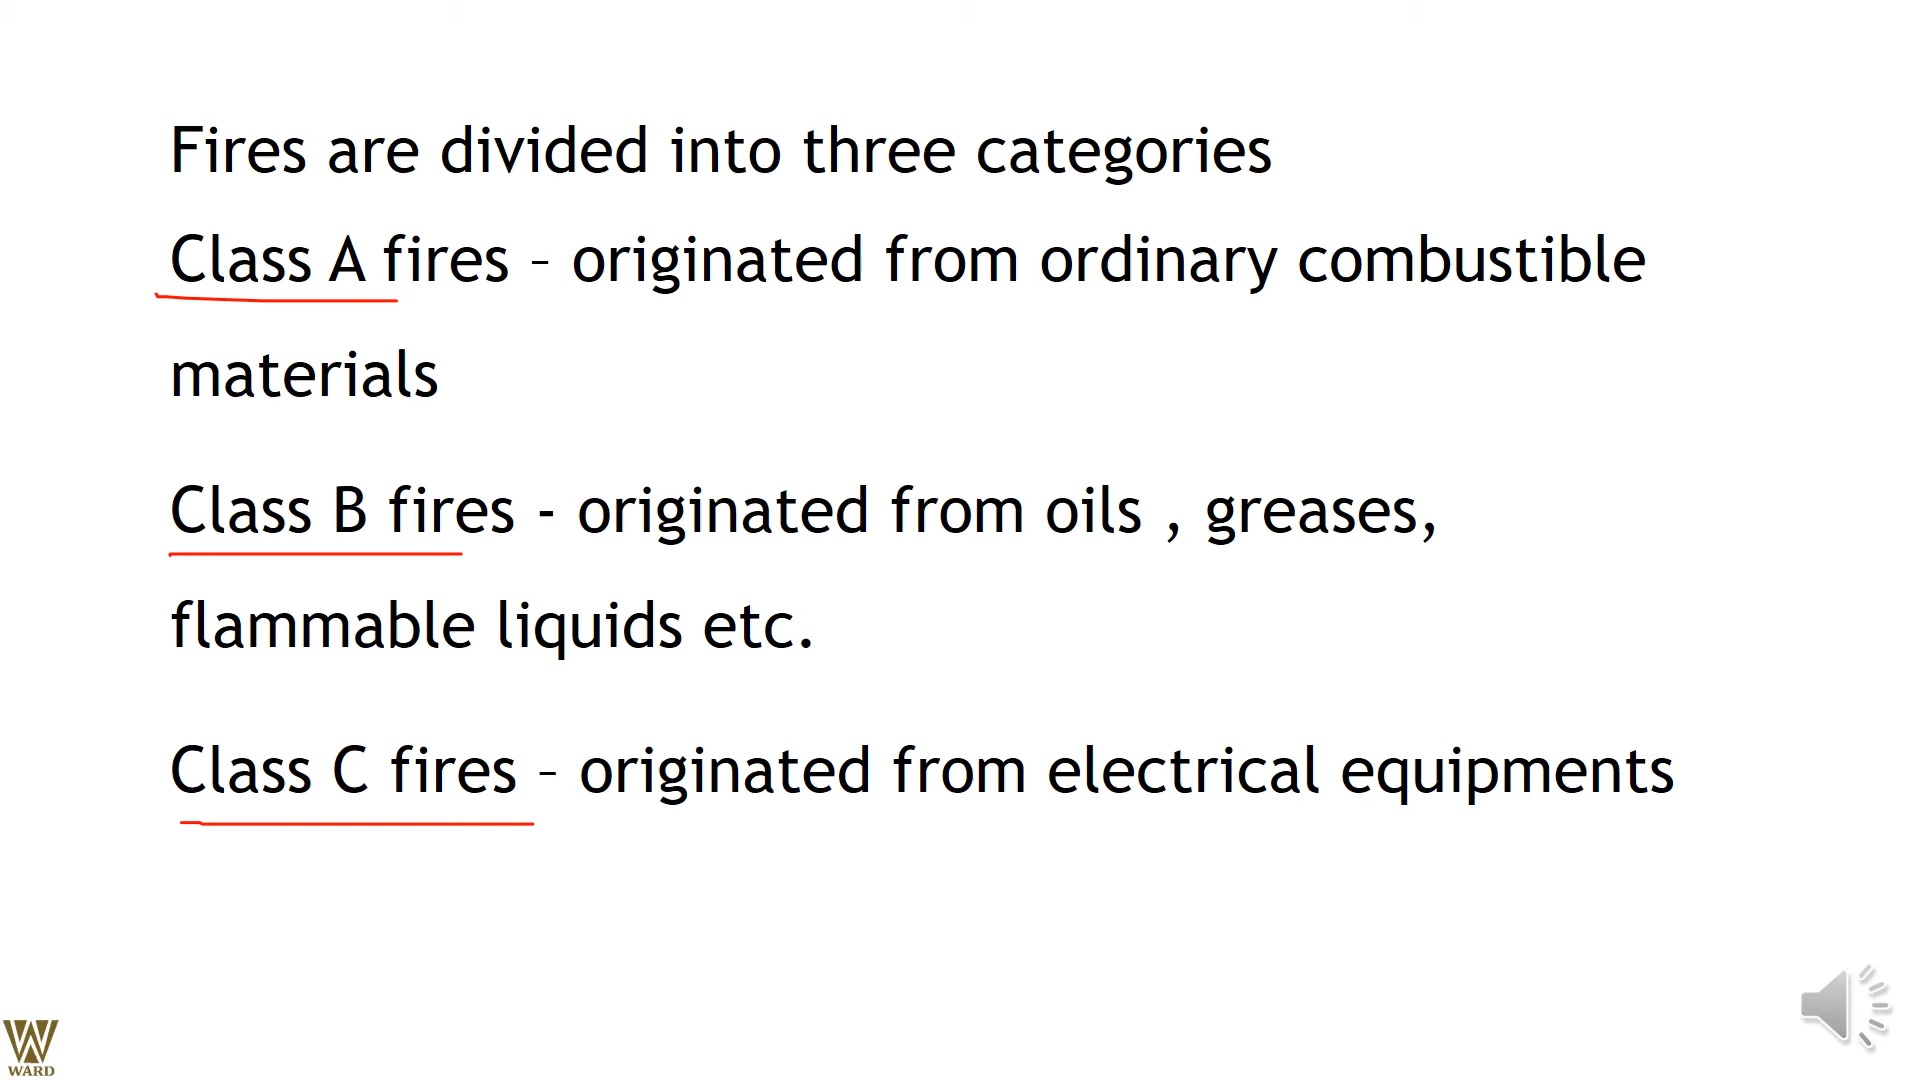 Fires are divided into three categories
Class A fires – originated from ordinary combustible
materials
Class B fires - originated from oils , greases,
flammable liquids etc.
Class C fires – originated from electrical equipments
WARD